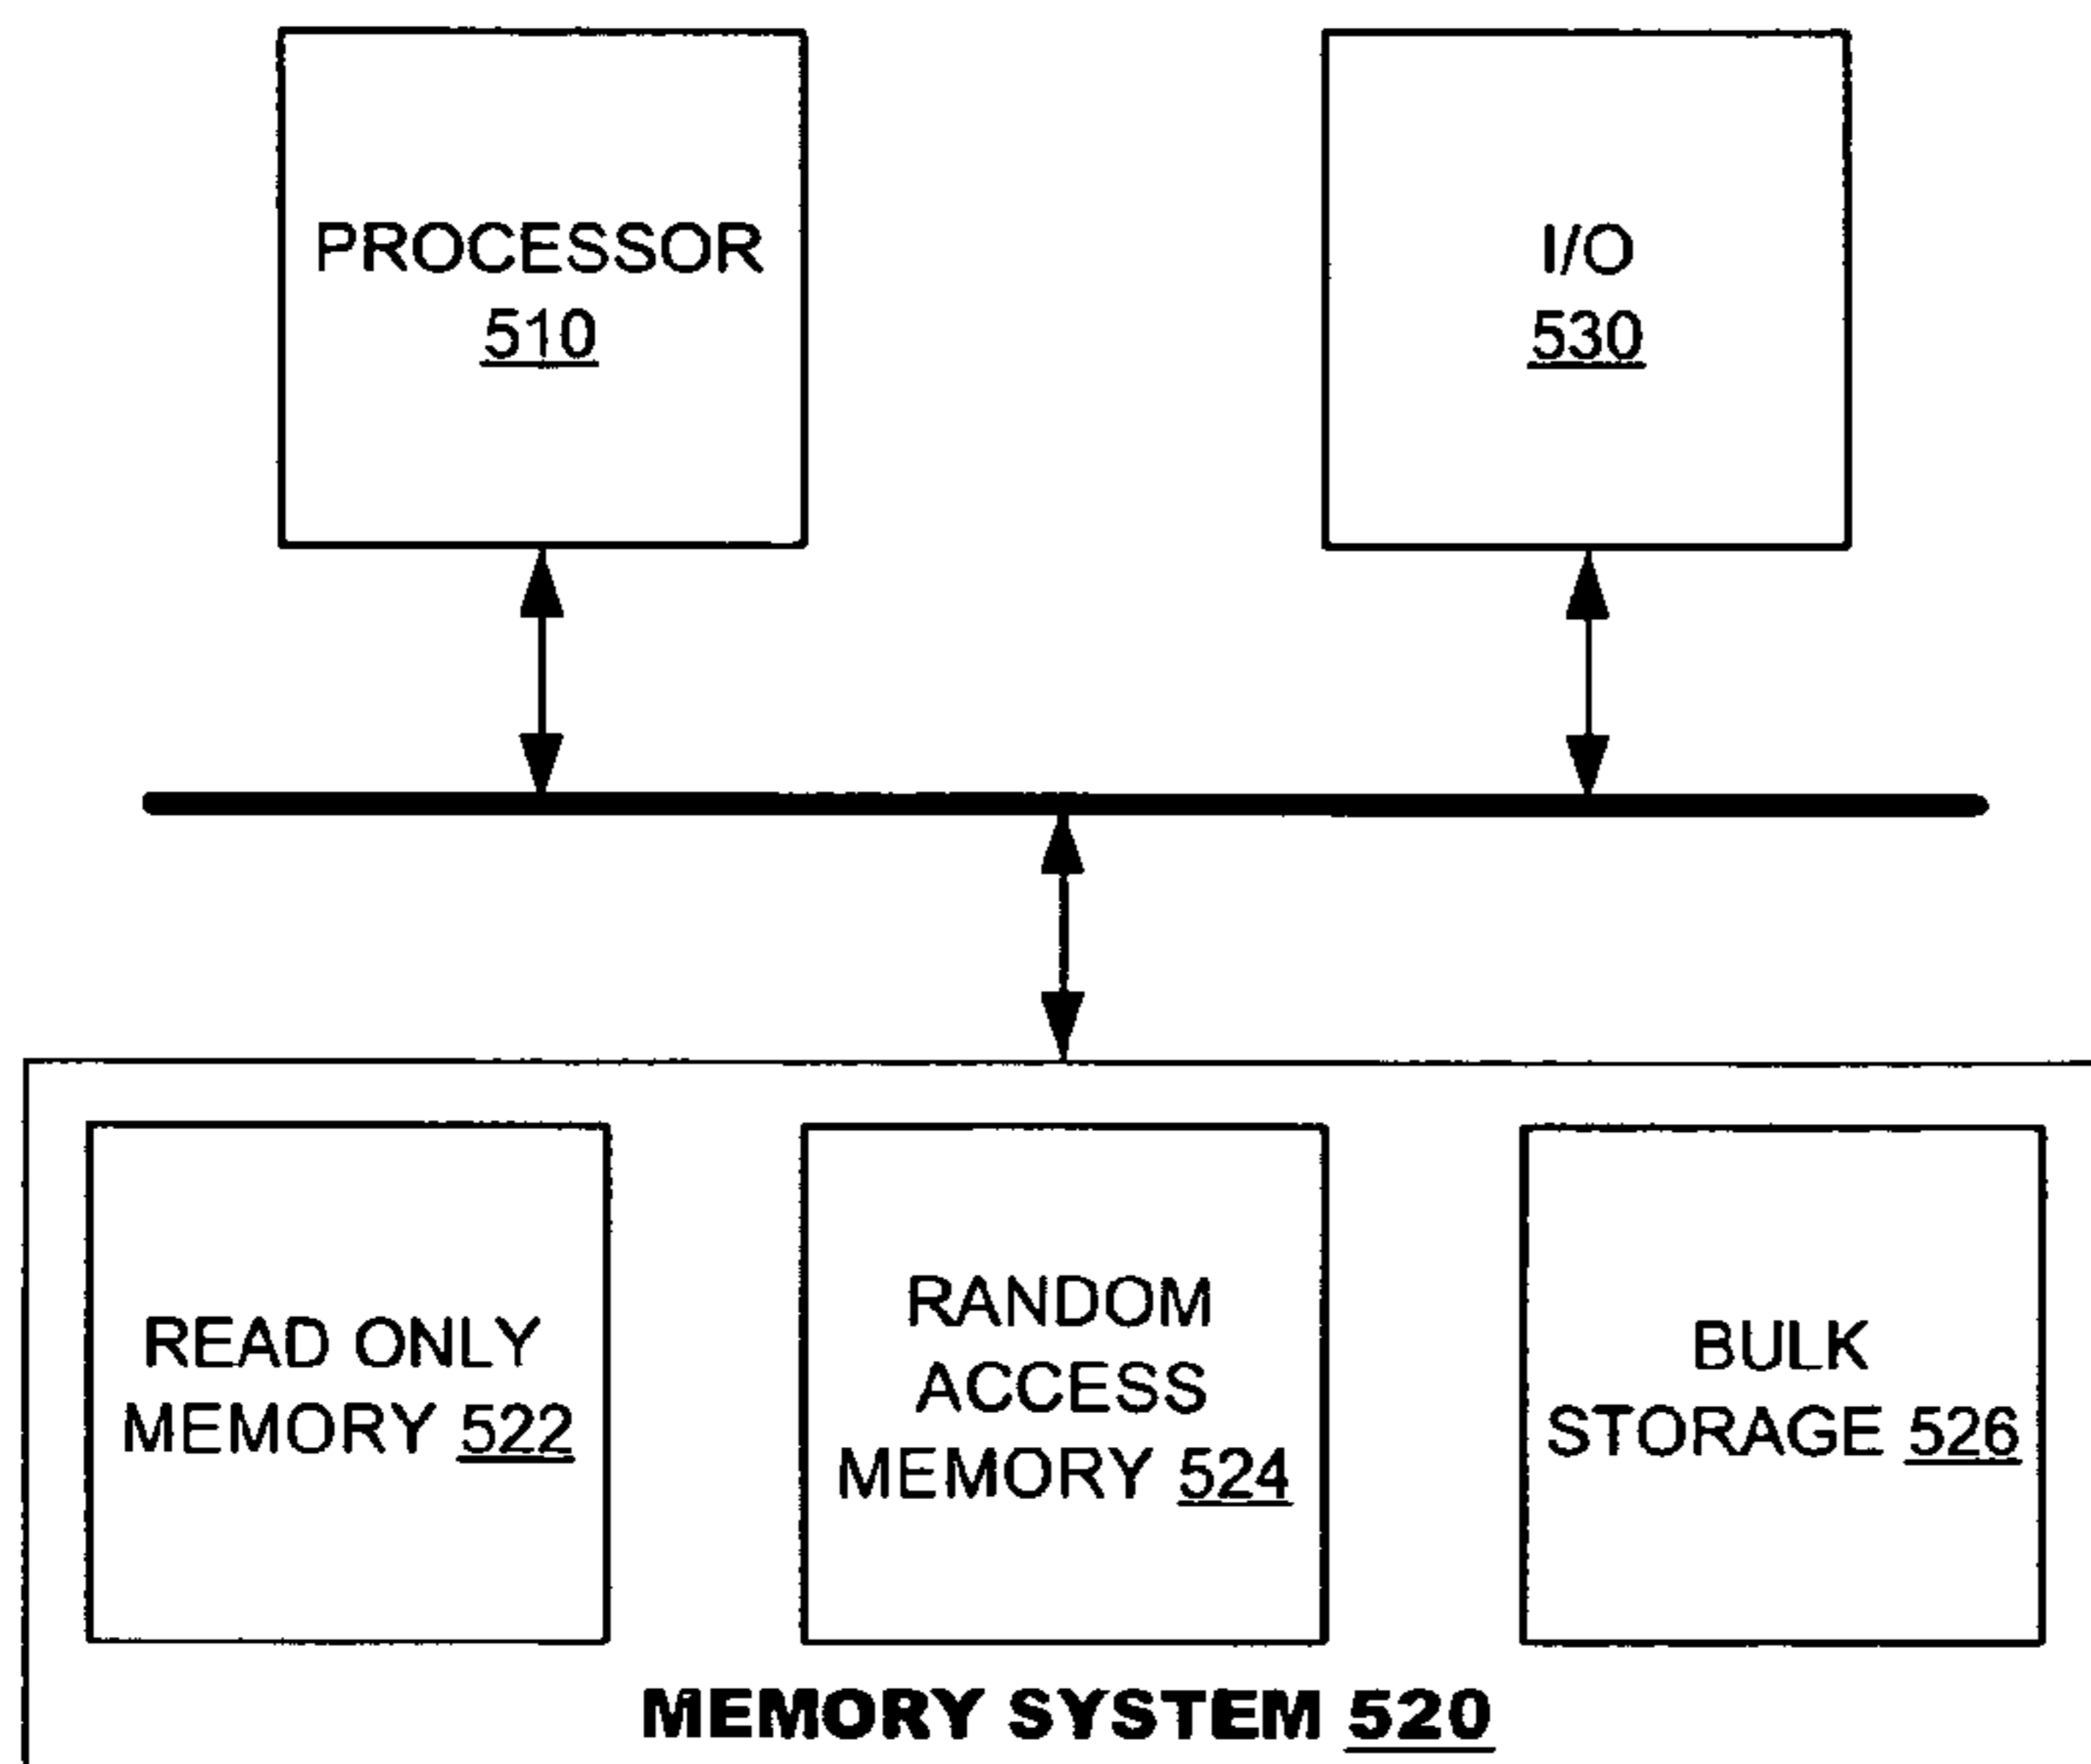 PROCESSOR
510
I/O
530
READ ONLY
MEMORY 522
RANDOM
ACCESS
MEMORY 524
BULK
STORAGE 526
MEMORY SYSTEM 520